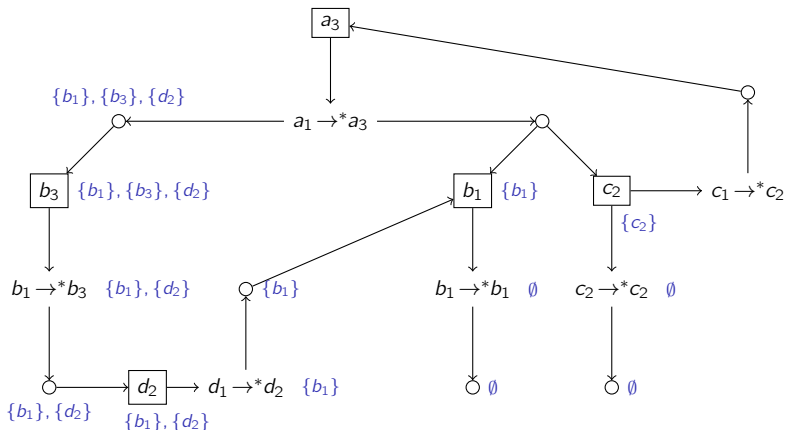 a₃
{b₁}, {b₃}, {d₂}
a₁ →* a₃
b₃ {b₁}, {b₃}, {d₂}
b₁ {b₁}
c₂
c₁ →* c₂
{c₂}
b₁ →* b₃ {b₁}, {d₂}
{b₁}
b₁ →* b₁ ∅
c₂ →* c₂ ∅
d₂
d₁ →* d₂ {b₁}
∅
∅
{b₁}, {d₂}
{b₁}, {d₂}